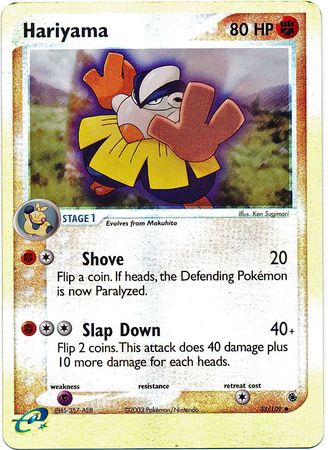 Hariyama
80 HP
Illus. Ken Sugimori
STAGE 1
Evolves from Makuhita
Shove 20
Flip a coin. If heads, the Defending Pokémon
is now Paralyzed.
Slap Down 40+
Flip 2 coins. This attack does 40 damage plus
10 more damage for each heads.
weakness resistance retreat cost
©2003 Pokémon/Nintendo
33/109
e